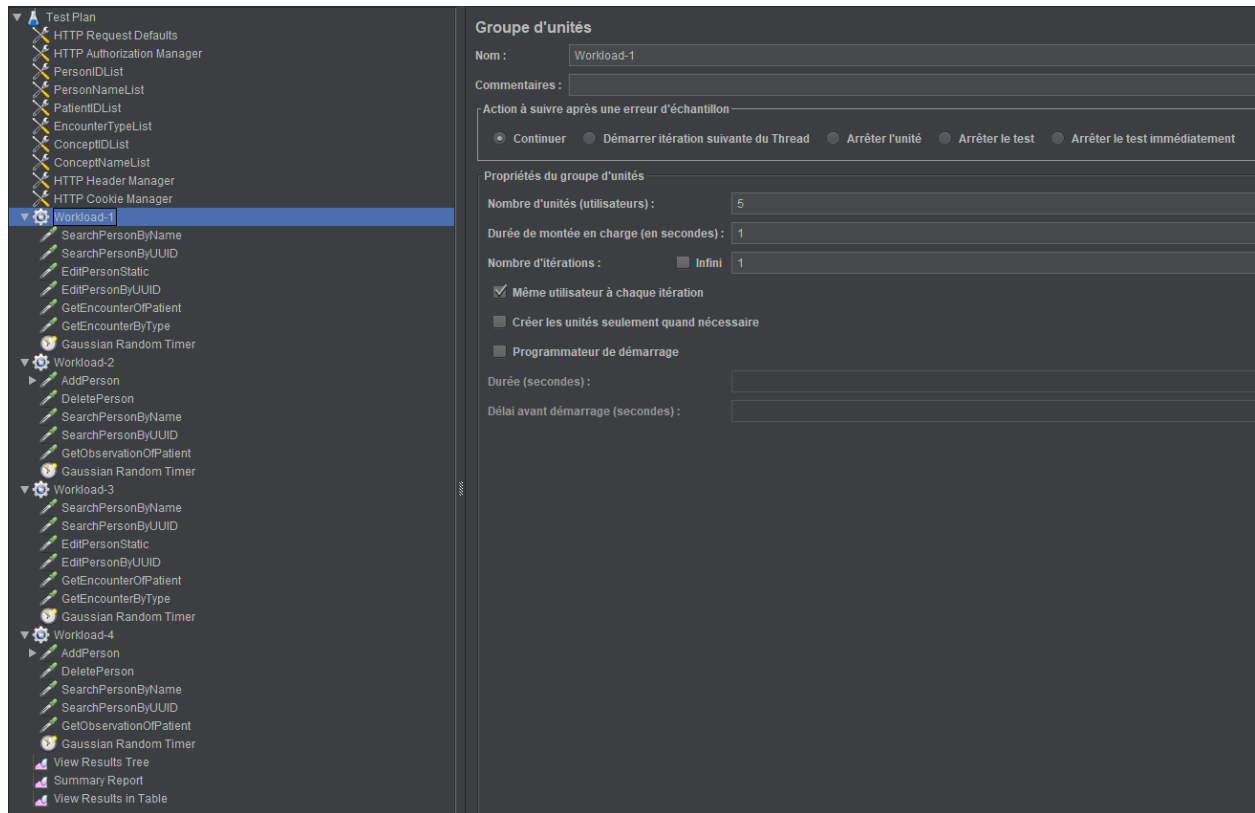 Test Plan
HTTP Request Defaults
HTTP Authorization Manager
PersonIDList
PersonNameList
PatientIDList
EncounterTypeList
ConceptIDList
ConceptNameList
HTTP Header Manager
HTTP Cookie Manager
Workload-1
SearchPersonByName
SearchPersonByUUID
EditPersonStatic
EditPersonByUUID
GetEncounterOfPatient
GetEncounterByType
Gaussian Random Timer
Workload-2
AddPerson
DeletePerson
SearchPersonByName
SearchPersonByUUID
GetObservationOfPatient
Gaussian Random Timer
Workload-3
SearchPersonByName
SearchPersonByUUID
EditPersonStatic
EditPersonByUUID
GetEncounterOfPatient
GetEncounterByType
Gaussian Random Timer
Workload-4
AddPerson
DeletePerson
SearchPersonByName
SearchPersonByUUID
GetObservationOfPatient
Gaussian Random Timer
View Results Tree
Summary Report
View Results in Table
Groupe d'unités
Nom : Workload-1
Commentaires :
Action à suivre après une erreur d'échantillon
Continuer Démarrer itération suivante du Thread Arrêter l'unité Arrêter le test Arrêter le test immédiatement
Propriétés du groupe d'unités
Nombre d'unités (utilisateurs) : 5
Durée de montée en charge (en secondes) : 1
Nombre d'itérations : Infini 1
Même utilisateur à chaque itération
Créer les unités seulement quand nécessaire
Programmateur de démarrage
Durée (secondes) :
Délai avant démarrage (secondes) :